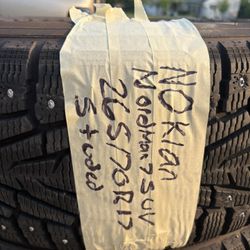 NOKian
Nordman 7 SUV
265/70R17
Studded